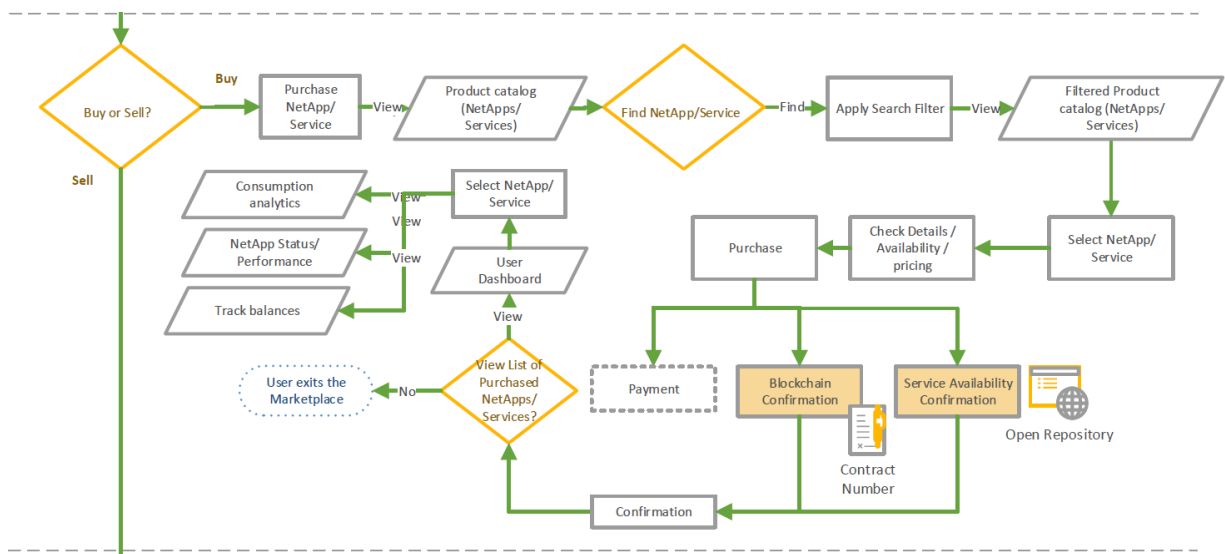 Buy
Buy or Sell?
Sell
Purchase
NetApp/
Service
View
Product catalog
(NetApps/
Services)
Find NetApp/Service
Find
Apply Search Filter
View
Filtered Product
catalog (NetApps/
Services)
Consumption
analytics
View
View
View
View
Select NetApp/
Service
NetApp Status/
Performance
User
Dashboard
Track balances
View
Purchase
Check Details /
Availability /
pricing
Select NetApp/
Service
User exits the
Marketplace
No
View List of
Purchased
NetApps/
Services?
Payment
Blockchain
Confirmation
Service Availability
Confirmation
Contract
Number
Open Repository
Confirmation